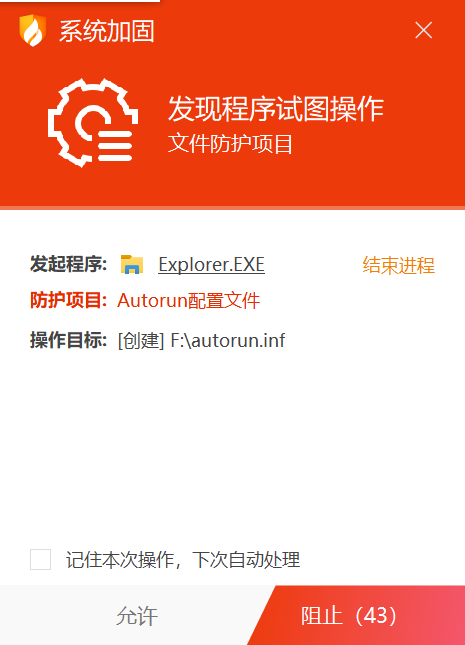 系统加固
发现程序试图操作
文件防护项目
发起程序: Explorer.EXE 结束进程
防护项目: Autorun配置文件
操作目标: [创建] F:\autorun.inf
记住本次操作，下次自动处理
允许 阻止（43）